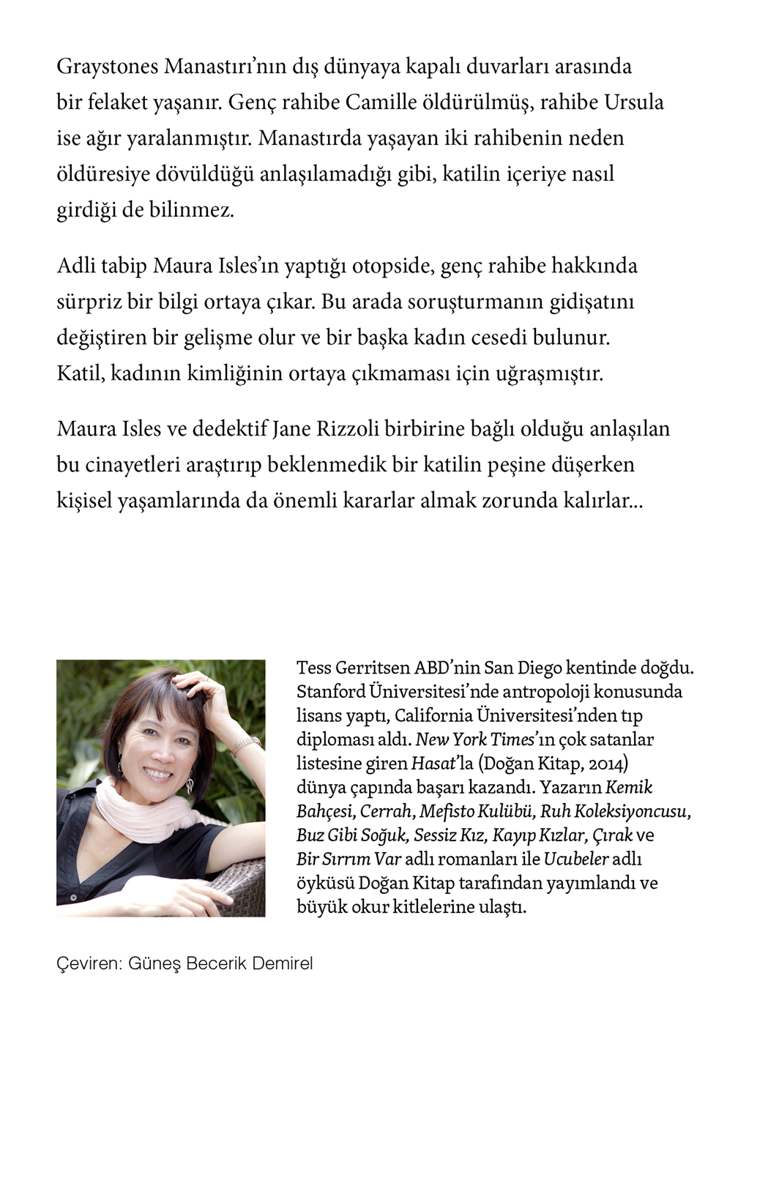 Graystones Manastırı’nın dış dünyaya kapalı duvarları arasında
bir felaket yaşanır. Genç rahibe Camille öldürülmüş, rahibe Ursula
ise ağır yaralanmıştır. Manastırda yaşayan iki rahibenin neden
öldüresiye dövüldüğü anlaşılamadığı gibi, katilin içeriye nasıl
girdiği de bilinmez.
Adli tabip Maura Isles’ın yaptığı otopside, genç rahibe hakkında
sürpriz bir bilgi ortaya çıkar. Bu arada soruşturmanın gidişatını
değiştiren bir gelişme olur ve bir başka kadın cesedi bulunur.
Katil, kadının kimliğinin ortaya çıkmaması için uğraşmıştır.
Maura Isles ve dedektif Jane Rizzoli birbirine bağlı olduğu anlaşılan
bu cinayetleri araştırıp beklenmedik bir katilin peşine düşerken
kişisel yaşamlarında da önemli kararlar almak zorunda kalırlar...
Tess Gerritsen ABD’nin San Diego kentinde doğdu.
Stanford Üniversitesi’nde antropoloji konusunda
lisans yaptı, California Üniversitesi’nden tıp
diploması aldı. New York Times’ın çok satanlar
listesine giren Hasat’la (Doğan Kitap, 2014)
dünya çapında başarı kazandı. Yazarın Kemik
Bahçesi, Cerrah, Mefisto Kulübü, Ruh Koleksiyoncusu,
Buz Gibi Soğuk, Sessiz Kız, Kayıp Kızlar, Çırak ve
Bir Sırrım Var adlı romanları ile Ucubeler adlı
öyküsü Doğan Kitap tarafından yayımlandı ve
büyük okur kitlelerine ulaştı.
Çeviren: Güneş Becerik Demirel